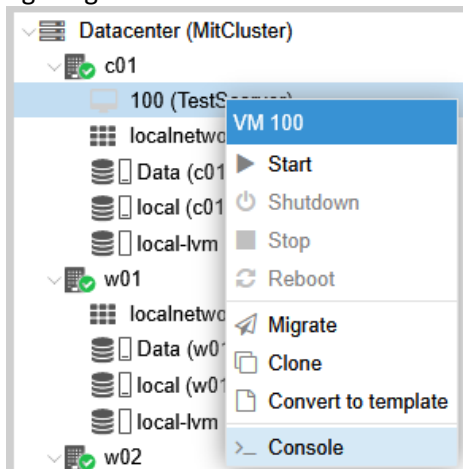 Datacenter (MitCluster)
c01
100 (TestSserver)
VM 100
localnetwo
Start
Data (c01
Shutdown
local (c01
Stop
local-lvm
Reboot
w01
localnetwo
Migrate
Data (w01
Clone
local (w01
Convert to template
local-lvm
Console
w02